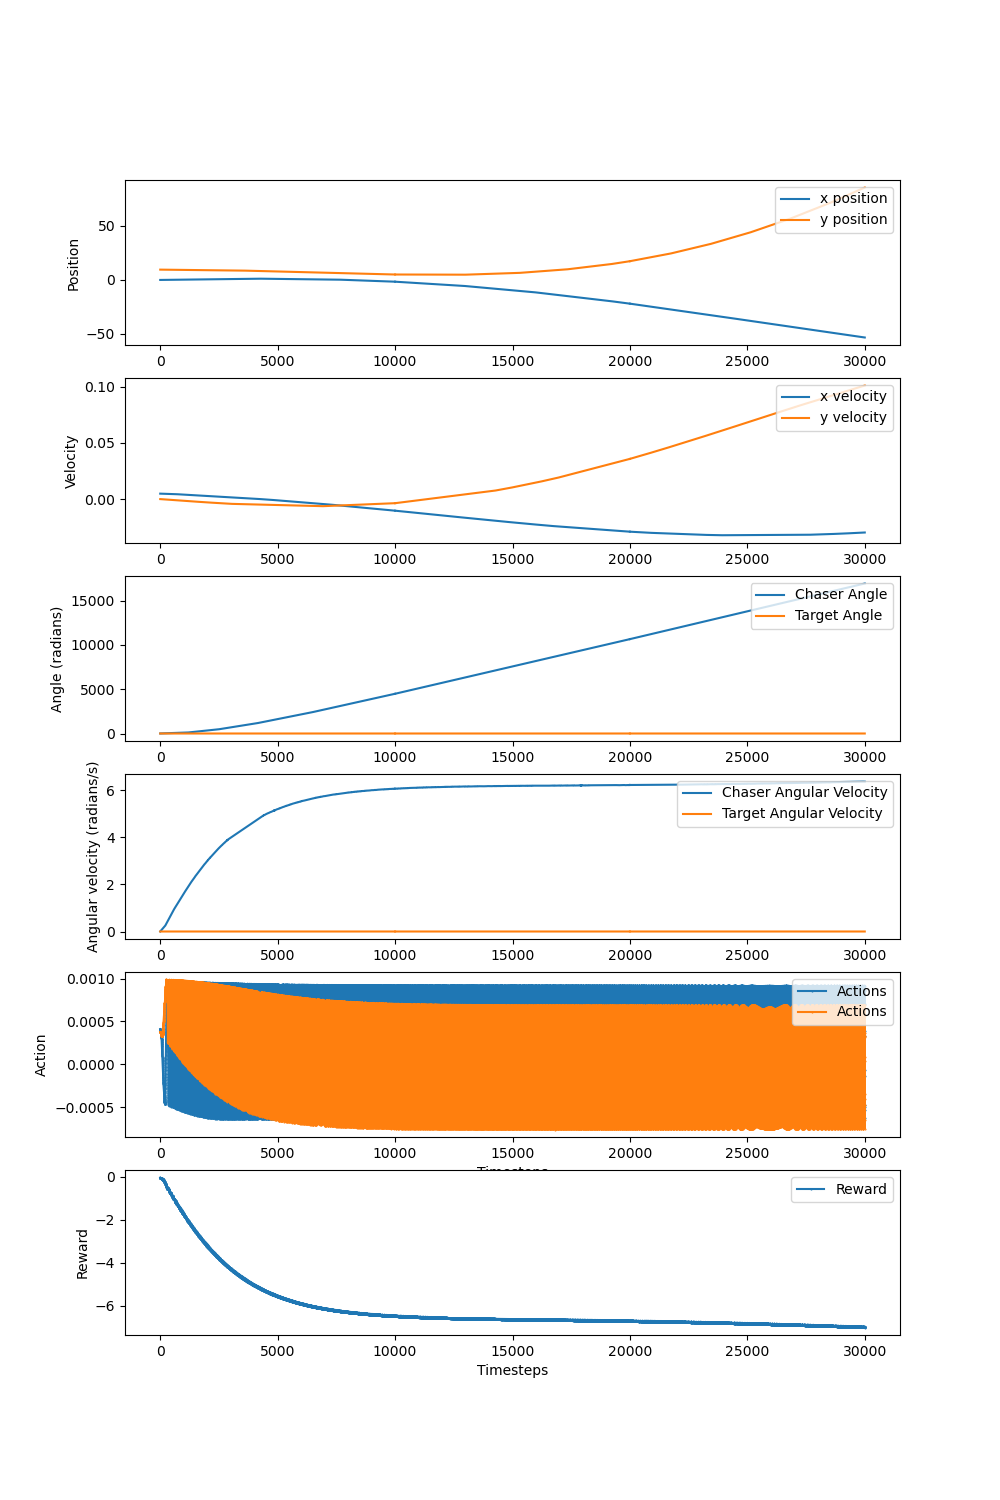 x position
y position
Position
50
0
−50
0 5000 10000 15000 20000 25000 30000
x velocity
y velocity
Velocity
0.10
0.05
0.00
0 5000 10000 15000 20000 25000 30000
Chaser Angle
Target Angle
Angle (radians)
15000
10000
5000
0
0 5000 10000 15000 20000 25000 30000
Chaser Angular Velocity
Target Angular Velocity
Angular velocity (radians/s)
6
4
2
0
0 5000 10000 15000 20000 25000 30000
Actions
Actions
Action
0.0010
0.0005
0.0000
−0.0005
0 5000 10000 15000 20000 25000 30000
Timesteps
Reward
Reward
0
−2
−4
−6
0 5000 10000 15000 20000 25000 30000
Timesteps